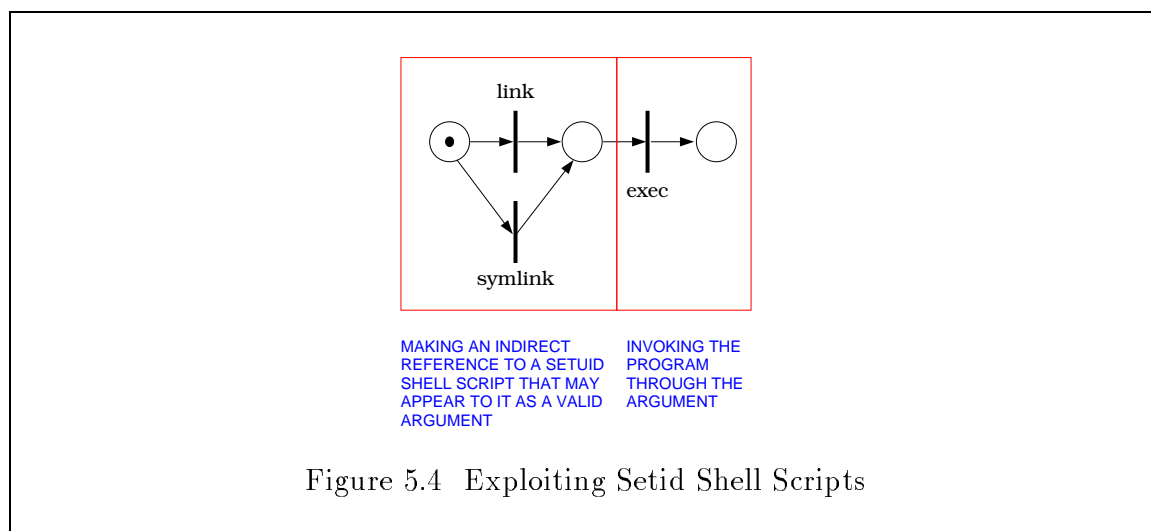 link
exec
symlink
MAKING AN INDIRECT
REFERENCE TO A SETUID
SHELL SCRIPT THAT MAY
APPEAR TO IT AS A VALID
ARGUMENT
INVOKING THE
PROGRAM
THROUGH THE
ARGUMENT
Figure 5.4 Exploiting Setid Shell Scripts